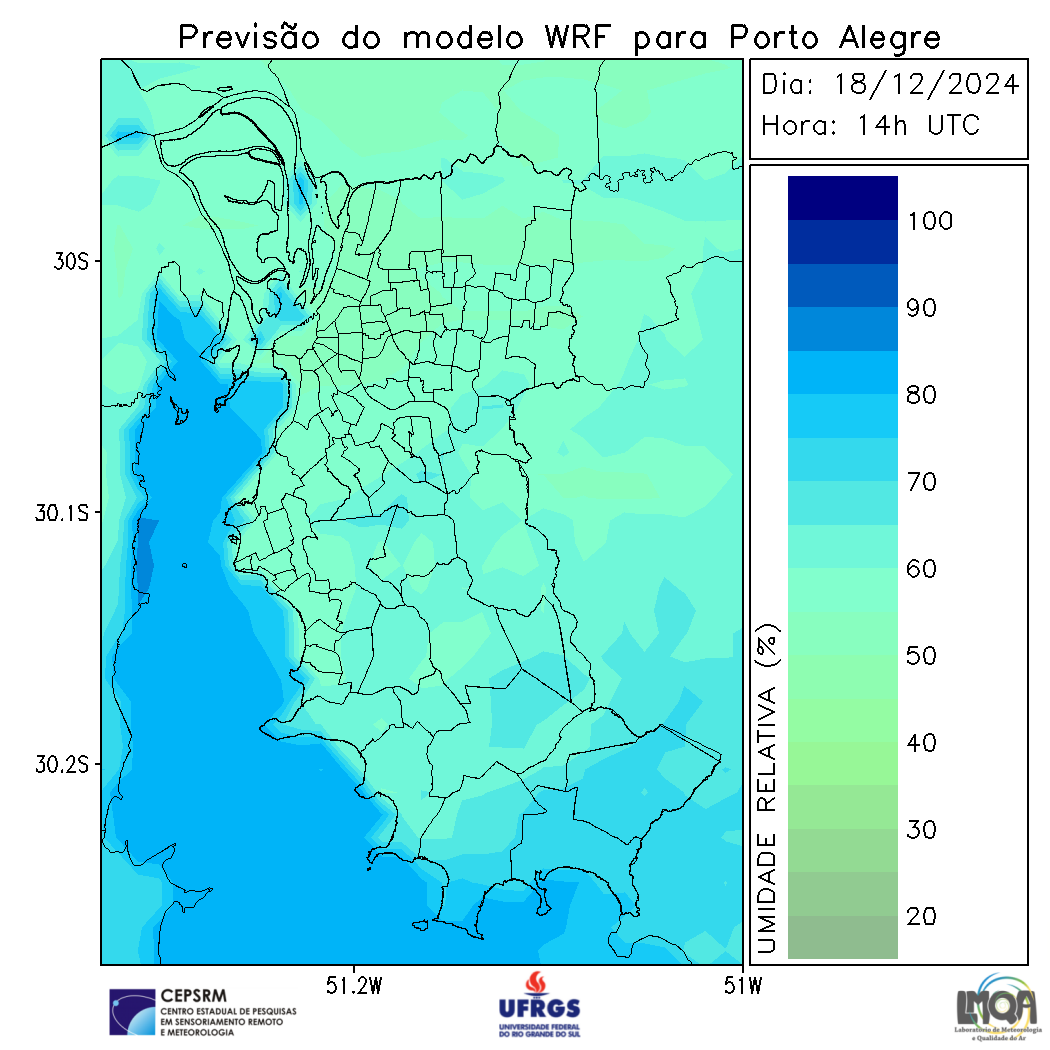 Previsão do modelo WRF para Porto Alegre
Dia: 18/12/2024
Hora: 14h UTC
100
90
80
70
60
50
40
30
20
UMIDADE RELATIVA (%)
30S
30.1S
30.2S
51.2W
51W
CEPSRM
CENTRO ESTADUAL DE PESQUISAS
EM SENSORIAMENTO REMOTO
E METEOROLOGIA
UFRGS
UNIVERSIDADE FEDERAL
DO RIO GRANDE DO SUL
LMQA
Laboratório de Meteorologia
e Qualidade do Ar